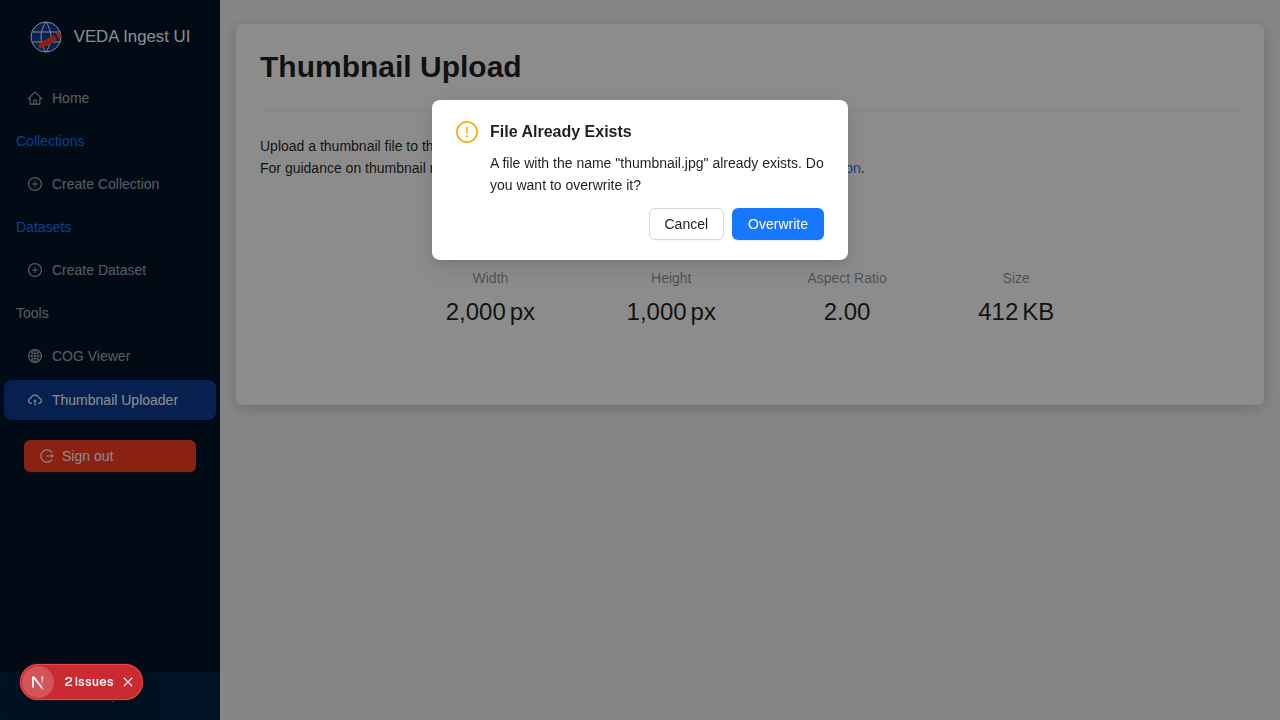 VEDA Ingest UI
Home
Collections
Create Collection
Datasets
Create Dataset
Tools
COG Viewer
Thumbnail Uploader
Sign out
2 Issues
Thumbnail Upload
Upload a thumbnail file to th
For guidance on thumbnail
on.
File Already Exists
A file with the name "thumbnail.jpg" already exists. Do
you want to overwrite it?
Cancel
Overwrite
Width
Height
Aspect Ratio
Size
2,000 px
1,000 px
2.00
412 KB